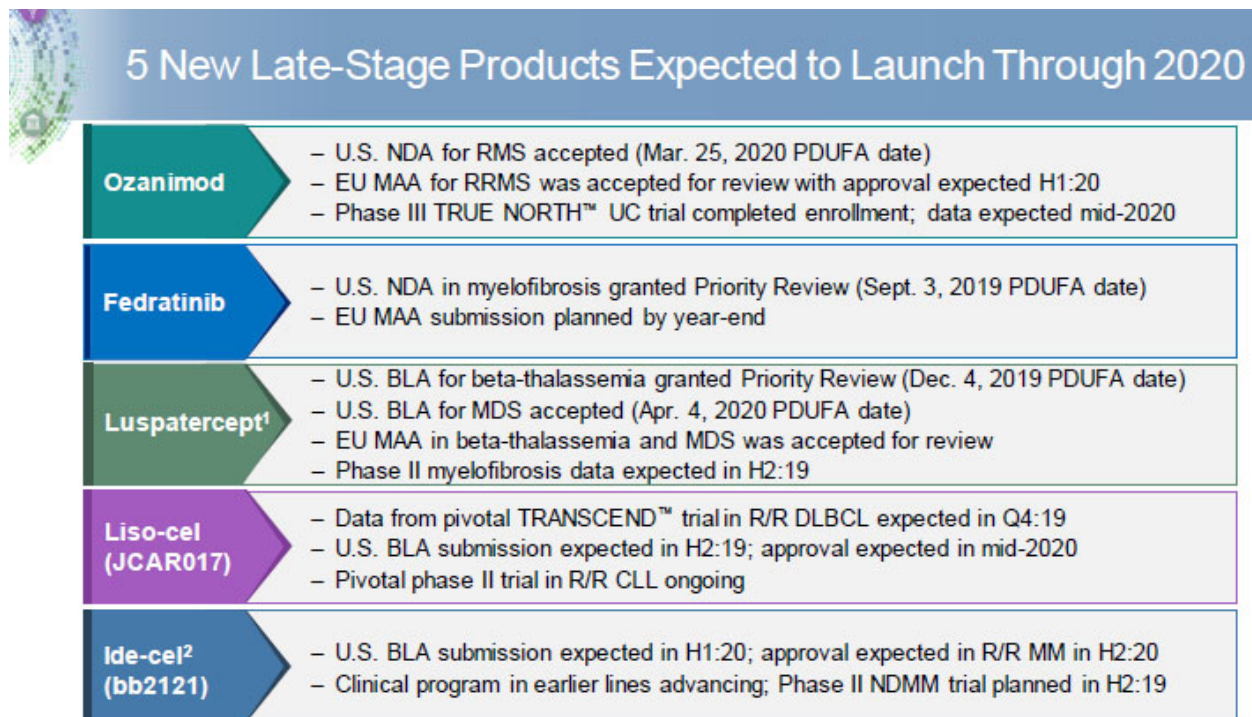 5 New Late-Stage Products Expected to Launch Through 2020
Ozanimod
– U.S. NDA for RMS accepted (Mar. 25, 2020 PDUFA date)
– EU MAA for RRMS was accepted for review with approval expected H1:20
– Phase III TRUE NORTH™ UC trial completed enrollment; data expected mid-2020
Fedratinib
– U.S. NDA in myelofibrosis granted Priority Review (Sept. 3, 2019 PDUFA date)
– EU MAA submission planned by year-end
Luspatercept¹
– U.S. BLA for beta-thalassemia granted Priority Review (Dec. 4, 2019 PDUFA date)
– U.S. BLA for MDS accepted (Apr. 4, 2020 PDUFA date)
– EU MAA in beta-thalassemia and MDS was accepted for review
– Phase II myelofibrosis data expected in H2:19
Liso-cel
(JCAR017)
– Data from pivotal TRANSCEND™ trial in R/R DLBCL expected in Q4:19
– U.S. BLA submission expected in H2:19; approval expected in mid-2020
– Pivotal phase II trial in R/R CLL ongoing
Ide-cel²
(bb2121)
– U.S. BLA submission expected in H1:20; approval expected in R/R MM in H2:20
– Clinical program in earlier lines advancing; Phase II NDMM trial planned in H2:19